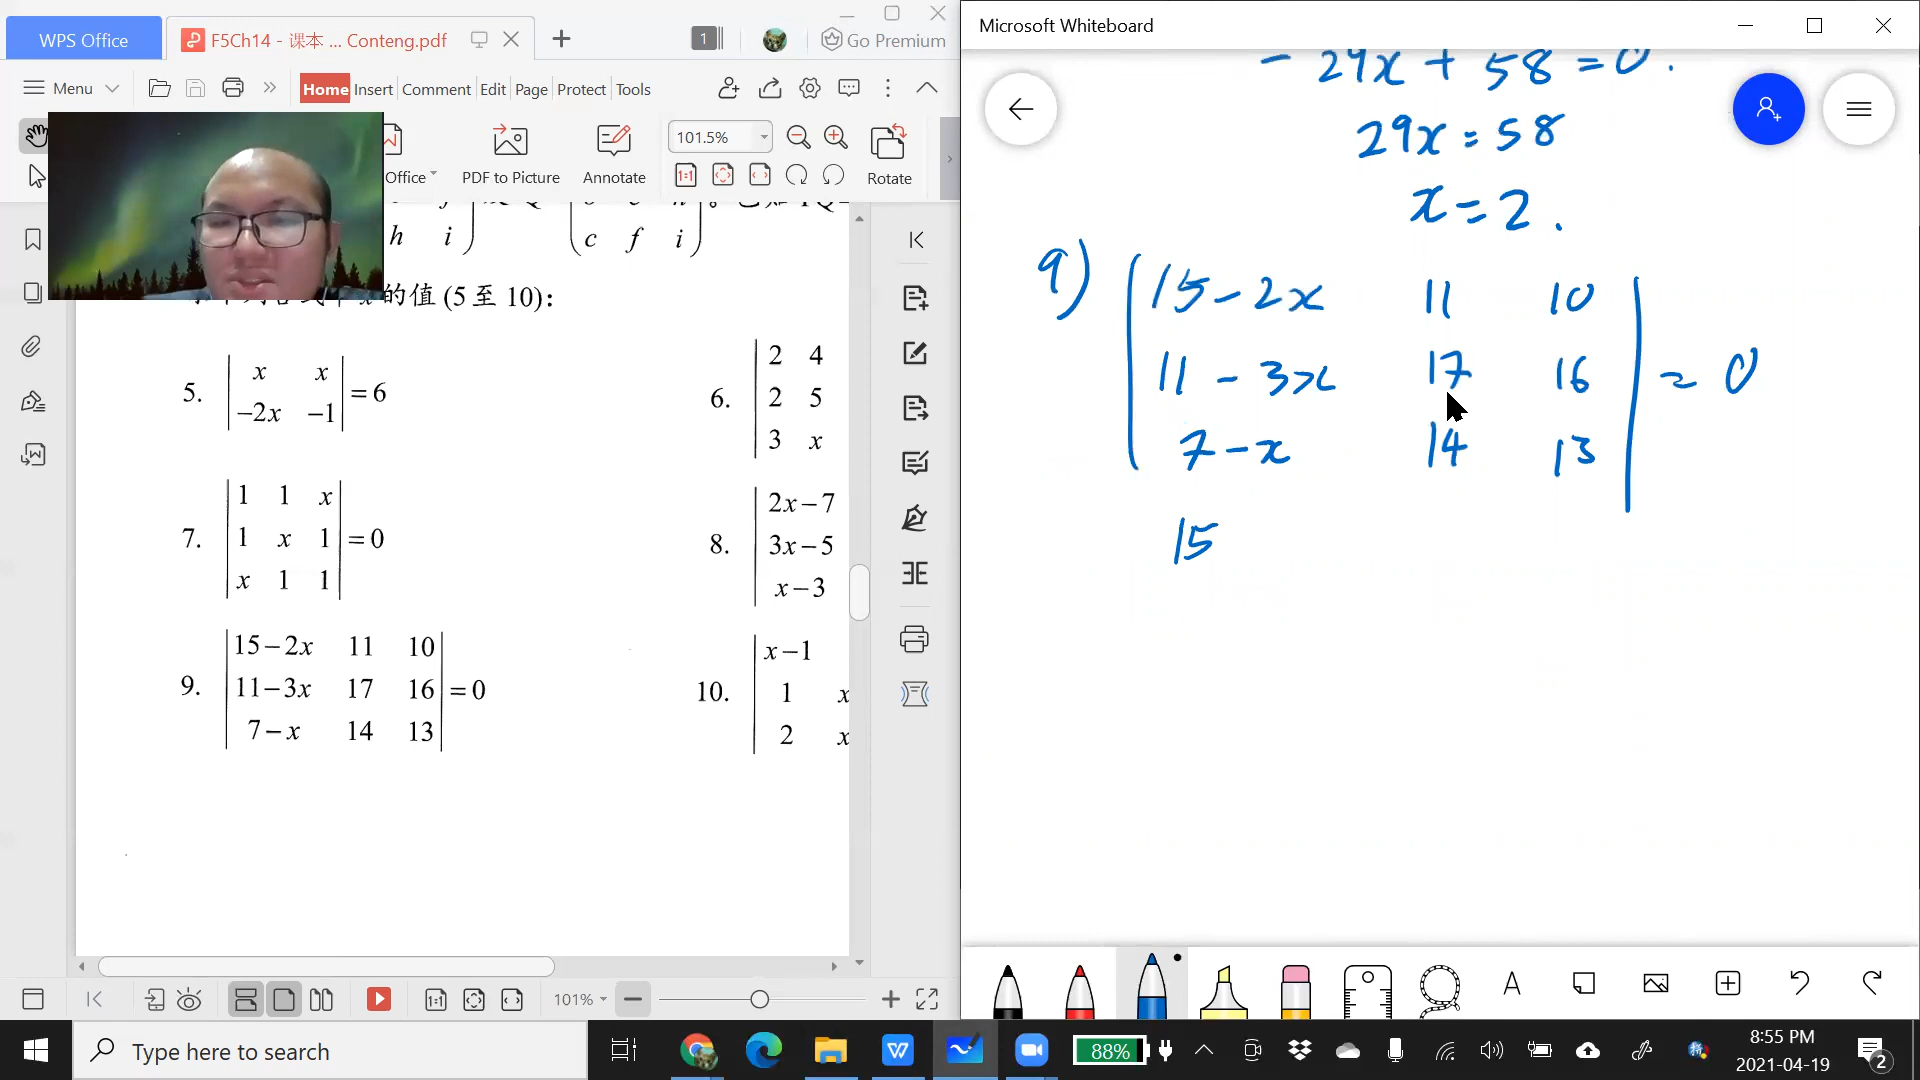 WPS Office
F5Ch14 - 课本 ... Conteng.pdf
1
Go Premium
Menu
Home Insert Comment Edit Page Protect Tools
Office
PDF to Picture
Annotate
101.5%
Rotate
h i
c f i
的值 (5 至 10)：
5. | x x | = 6
| −2x −1 |
6. | 2 4
| 2 5
| 3 x
7. | 1 1 x |
| 1 x 1 | = 0
| x 1 1 |
8. | 2x−7
| 3x−5
| x−3
9. | 15−2x 11 10 |
| 11−3x 17 16 | = 0
| 7−x 14 13 |
10. | x−1
| 1 x
| 2 x
101%
Microsoft Whiteboard
- 29x + 58 = 0.
29x = 58
x = 2.
9) | 15 - 2x 11 10 |
| 11 - 3x 17 16 | = 0
| 7 - x 14 13 |
15
Type here to search
88%
8:55 PM
2021-04-19
2